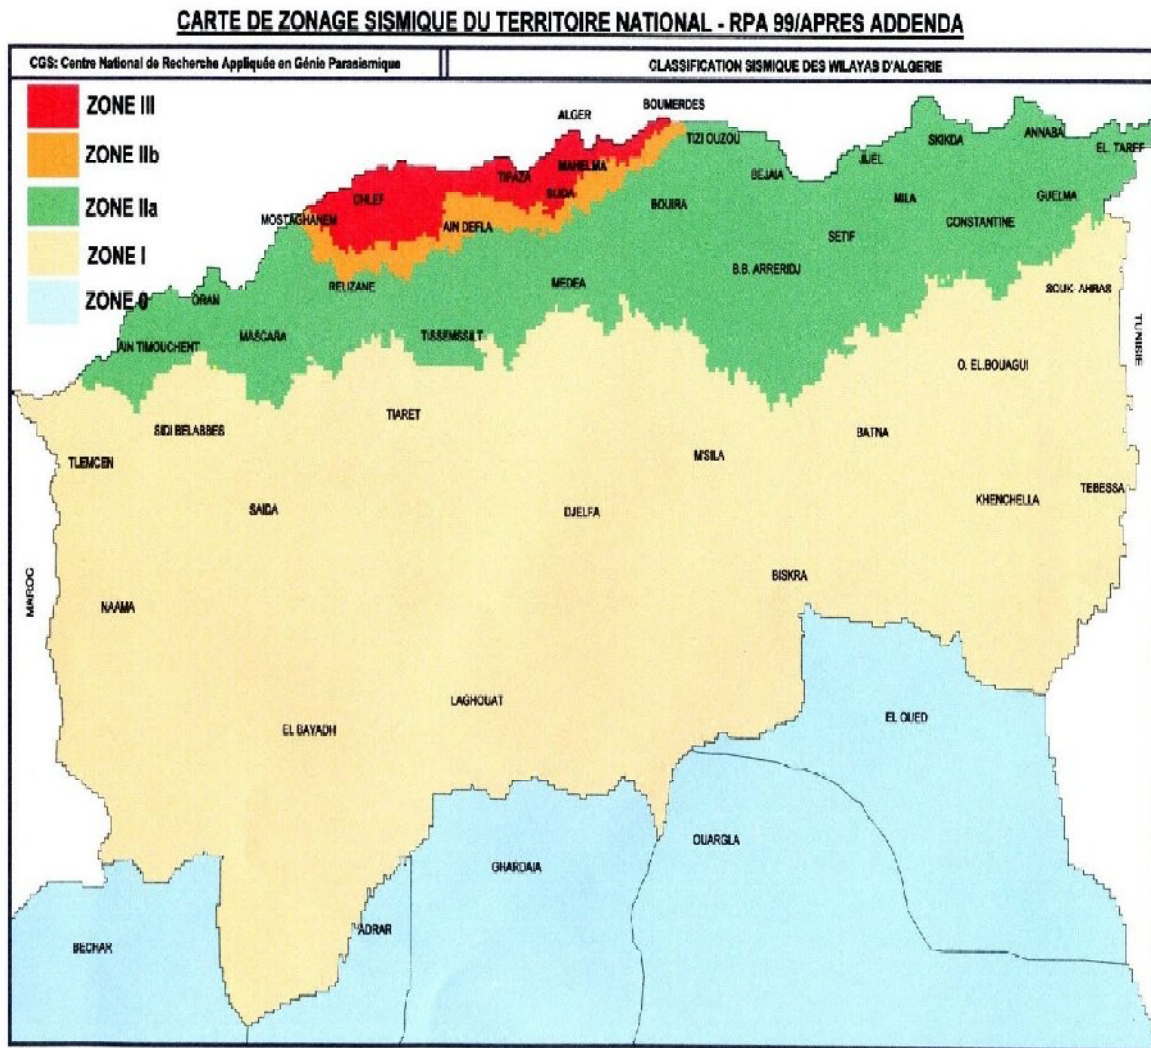 CARTE DE ZONAGE SISMIQUE DU TERRITOIRE NATIONAL - RPA 99/APRES ADDENDA
CGS: Centre National de Recherche Appliquée en Génie Parasismique
CLASSIFICATION SISMIQUE DES WILAYAS D'ALGERIE
ZONE III
ZONE IIb
ZONE IIa
ZONE I
ZONE 0
ALGER
BOUMERDES
TIZI OUZOU
BEJAIA
JIJEL
SKIKDA
ANNABA
EL. TAREF
MAHELMA
TIPAZA
BLIDA
CHLEF
MOSTAGHANEM
AIN DEFLA
BOUIRA
MILA
GUELMA
CONSTANTINE
SETIF
B.B. ARRERIDJ
MEDEA
RELIZANE
ORAN
MASCARA
TISSEMSSILT
AIN TIMOUCHENT
SOUK- AHRAS
TUNISIE
O. EL.BOUAGUI
TIARET
SIDI BELABBES
BATNA
M'SILA
TLEMCEN
SAIDA
DJELFA
KHENCHELLA
TEBESSA
BISKRA
MAROC
NAAMA
LAGHOUAT
EL BAYADH
EL OUED
OUARGLA
GHARDAIA
ADRAR
BECHAR